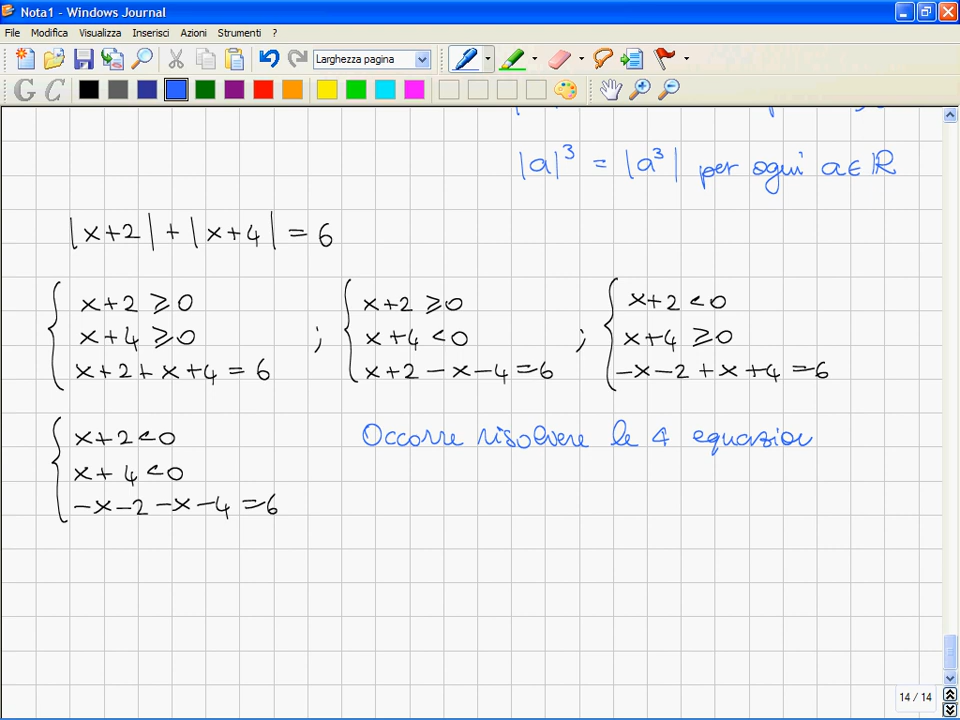 Nota1 - Windows Journal
File Modifica Visualizza Inserisci Azioni Strumenti ?
Larghezza pagina
G C
|a|³ = |a³| per ogni a∈ℝ
|x+2| + |x+4| = 6
{ x+2 ≥ 0
x+4 ≥ 0
x+2+x+4 = 6
; { x+2 ≥ 0
x+4 < 0
x+2-x-4 = 6
; { x+2 < 0
x+4 ≥ 0
-x-2+x+4 = 6
{ x+2 < 0
x+4 < 0
-x-2-x-4 = 6
Occorre risolvere le 4 equazion
14 / 14